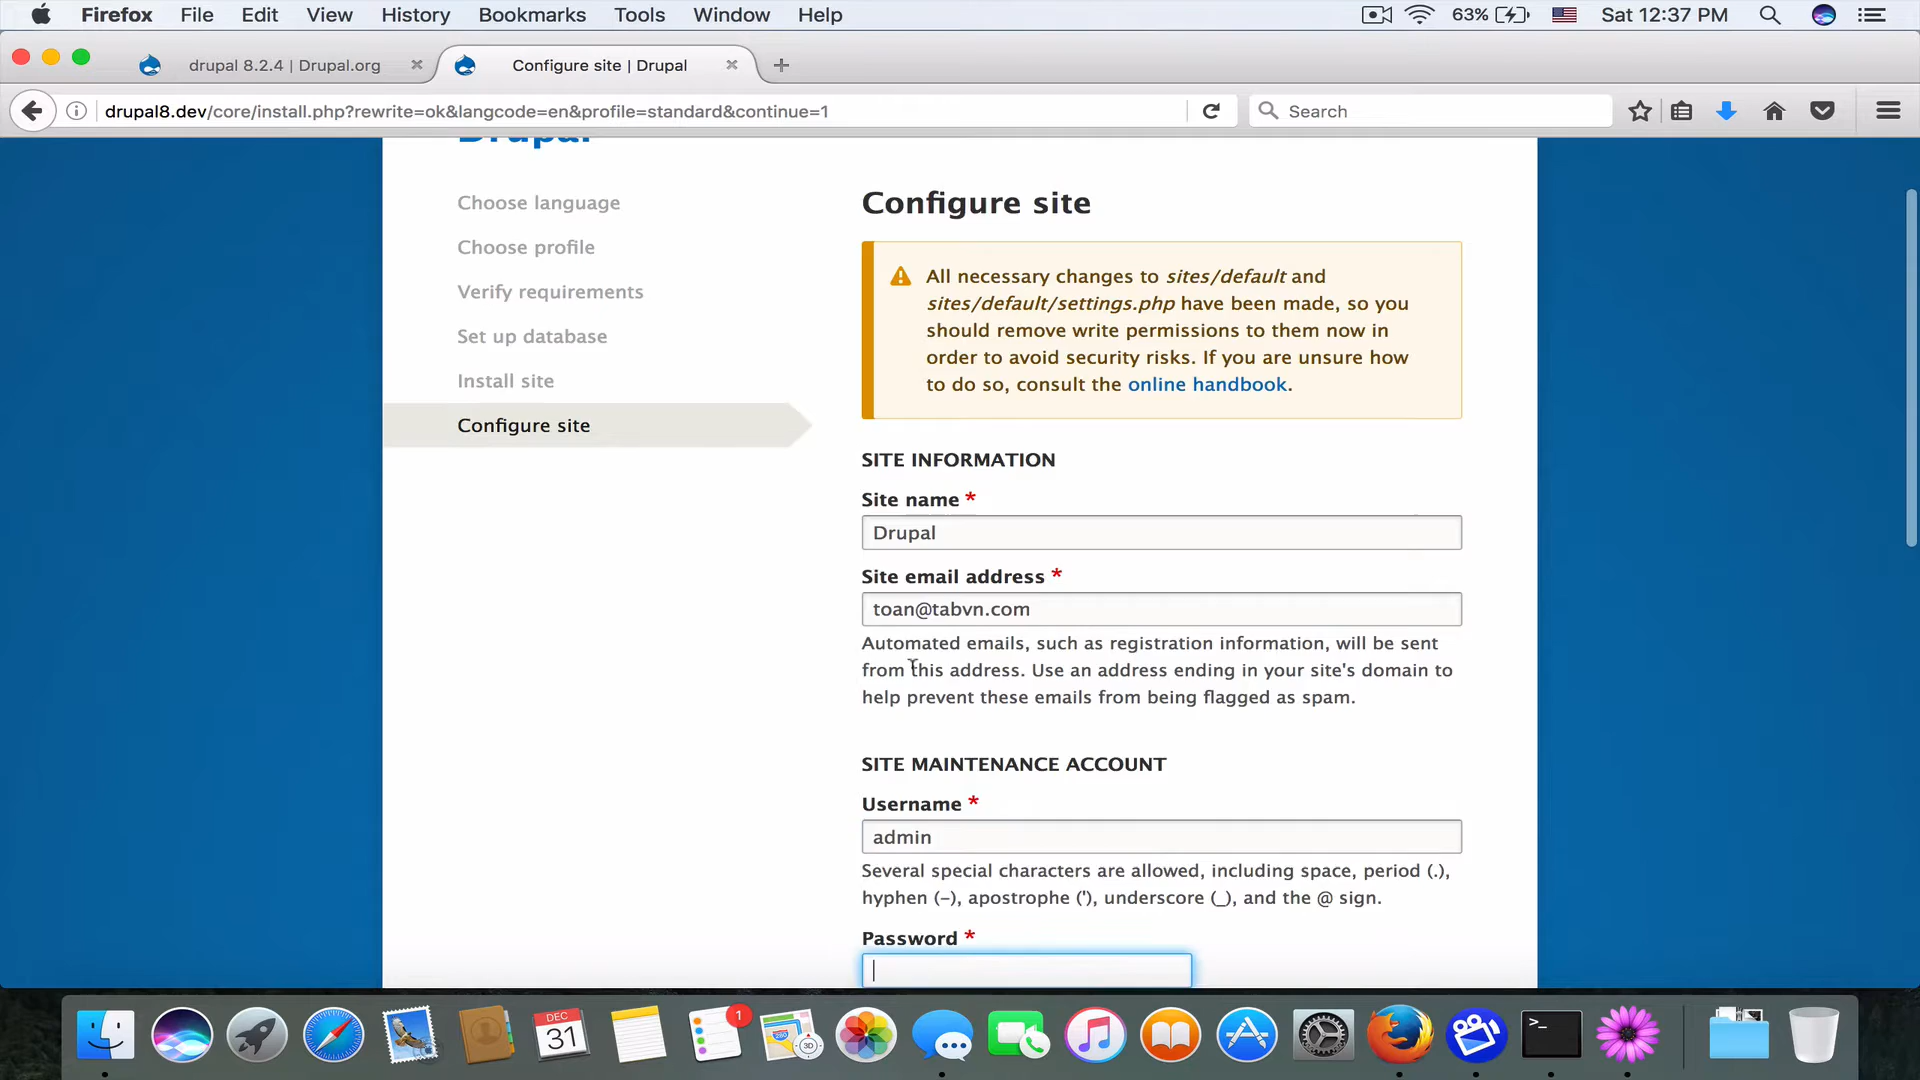 Firefox File Edit View History Bookmarks Tools Window Help 63% Sat 12:37 PM
drupal 8.2.4 | Drupal.org
Configure site | Drupal
drupal8.dev/core/install.php?rewrite=ok&langcode=en&profile=standard&continue=1
Search
Drupal
Choose language
Choose profile
Verify requirements
Set up database
Install site
Configure site
Configure site
All necessary changes to sites/default and
sites/default/settings.php have been made, so you
should remove write permissions to them now in
order to avoid security risks. If you are unsure how
to do so, consult the online handbook.
SITE INFORMATION
Site name *
Drupal
Site email address *
toan@tabvn.com
Automated emails, such as registration information, will be sent
from this address. Use an address ending in your site's domain to
help prevent these emails from being flagged as spam.
SITE MAINTENANCE ACCOUNT
Username *
admin
Several special characters are allowed, including space, period (.),
hyphen (-), apostrophe ('), underscore (_), and the @ sign.
Password *
DEC
31
1
3D
>_